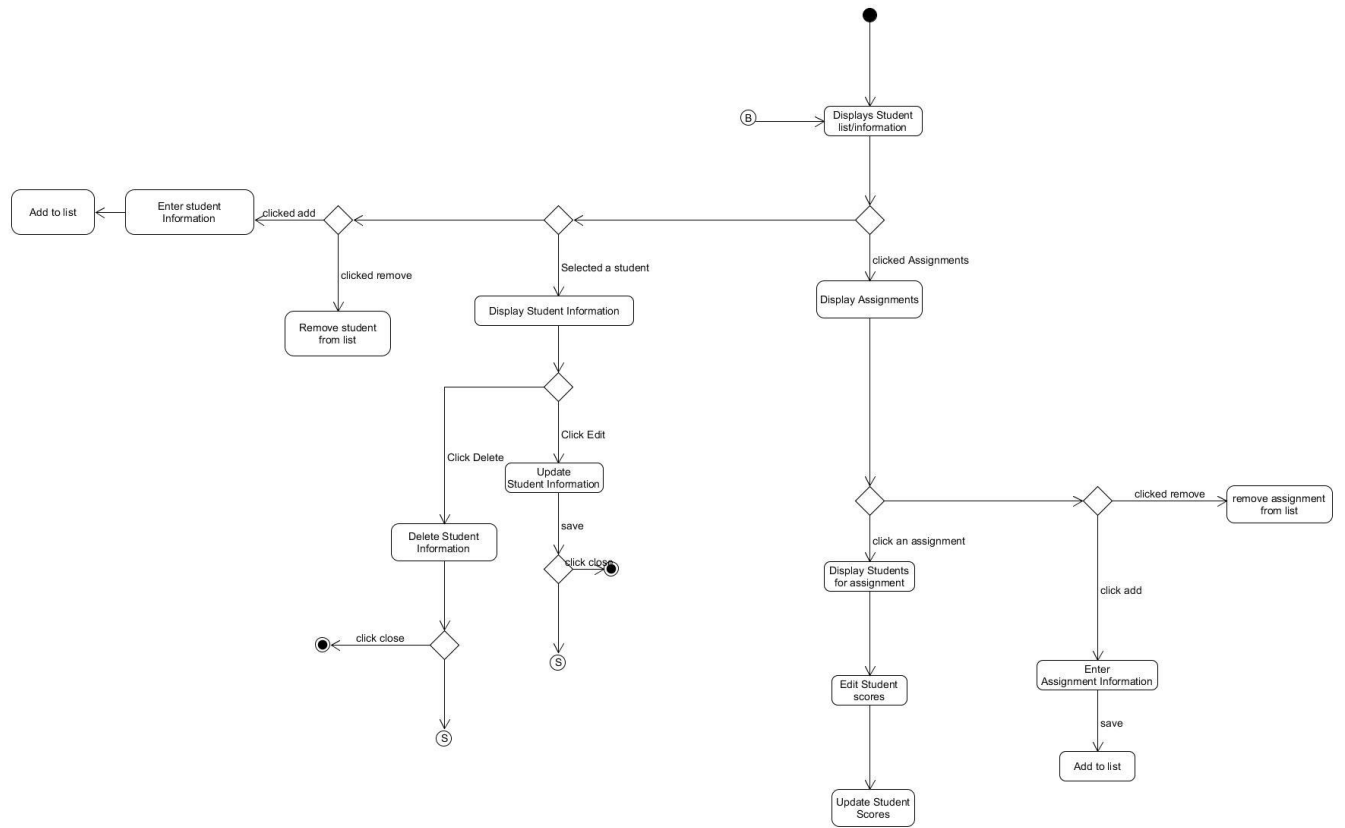 Displays Student
list/information
B
Add to list
Enter student
Information
clicked add
clicked remove
Remove student
from list
Selected a student
Display Student Information
clicked Assignments
Display Assignments
Click Edit
Click Delete
Update
Student Information
save
click close
Delete Student
Information
click close
S
S
click an assignment
Display Students
for assignment
Edit Student
scores
Update Student
Scores
clicked remove
remove assignment
from list
click add
Enter
Assignment Information
save
Add to list